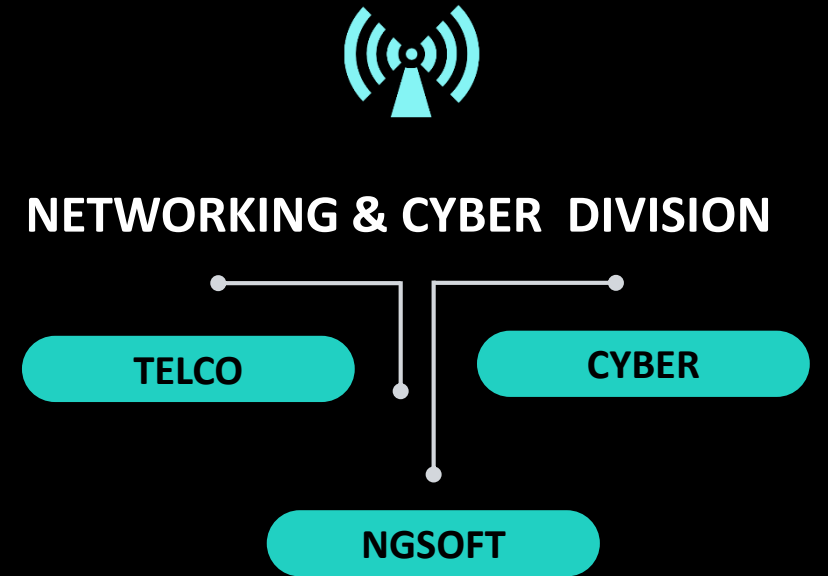 NETWORKING & CYBER DIVISION
TELCO
CYBER
NGSOFT